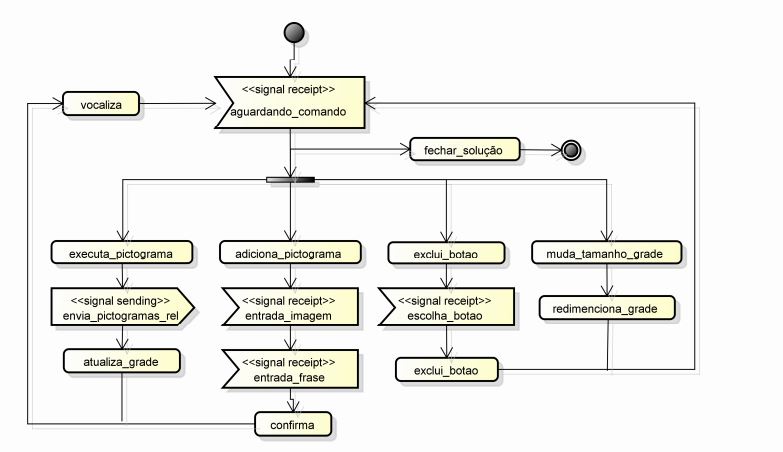 <<signal receipt>>
vocaliza
aguardando_comando
fechar_solução
executa_pictograma
adiciona_pictograma
exclui_botao
muda_tamanho_grade
<<signal sending>>
envia_pictogramas_rel
<<signal receipt>>
entrada_imagem
<<signal receipt>>
escolha_botao
redimenciona_grade
atualiza_grade
<<signal receipt>>
entrada_frase
exclui_botao
confirma